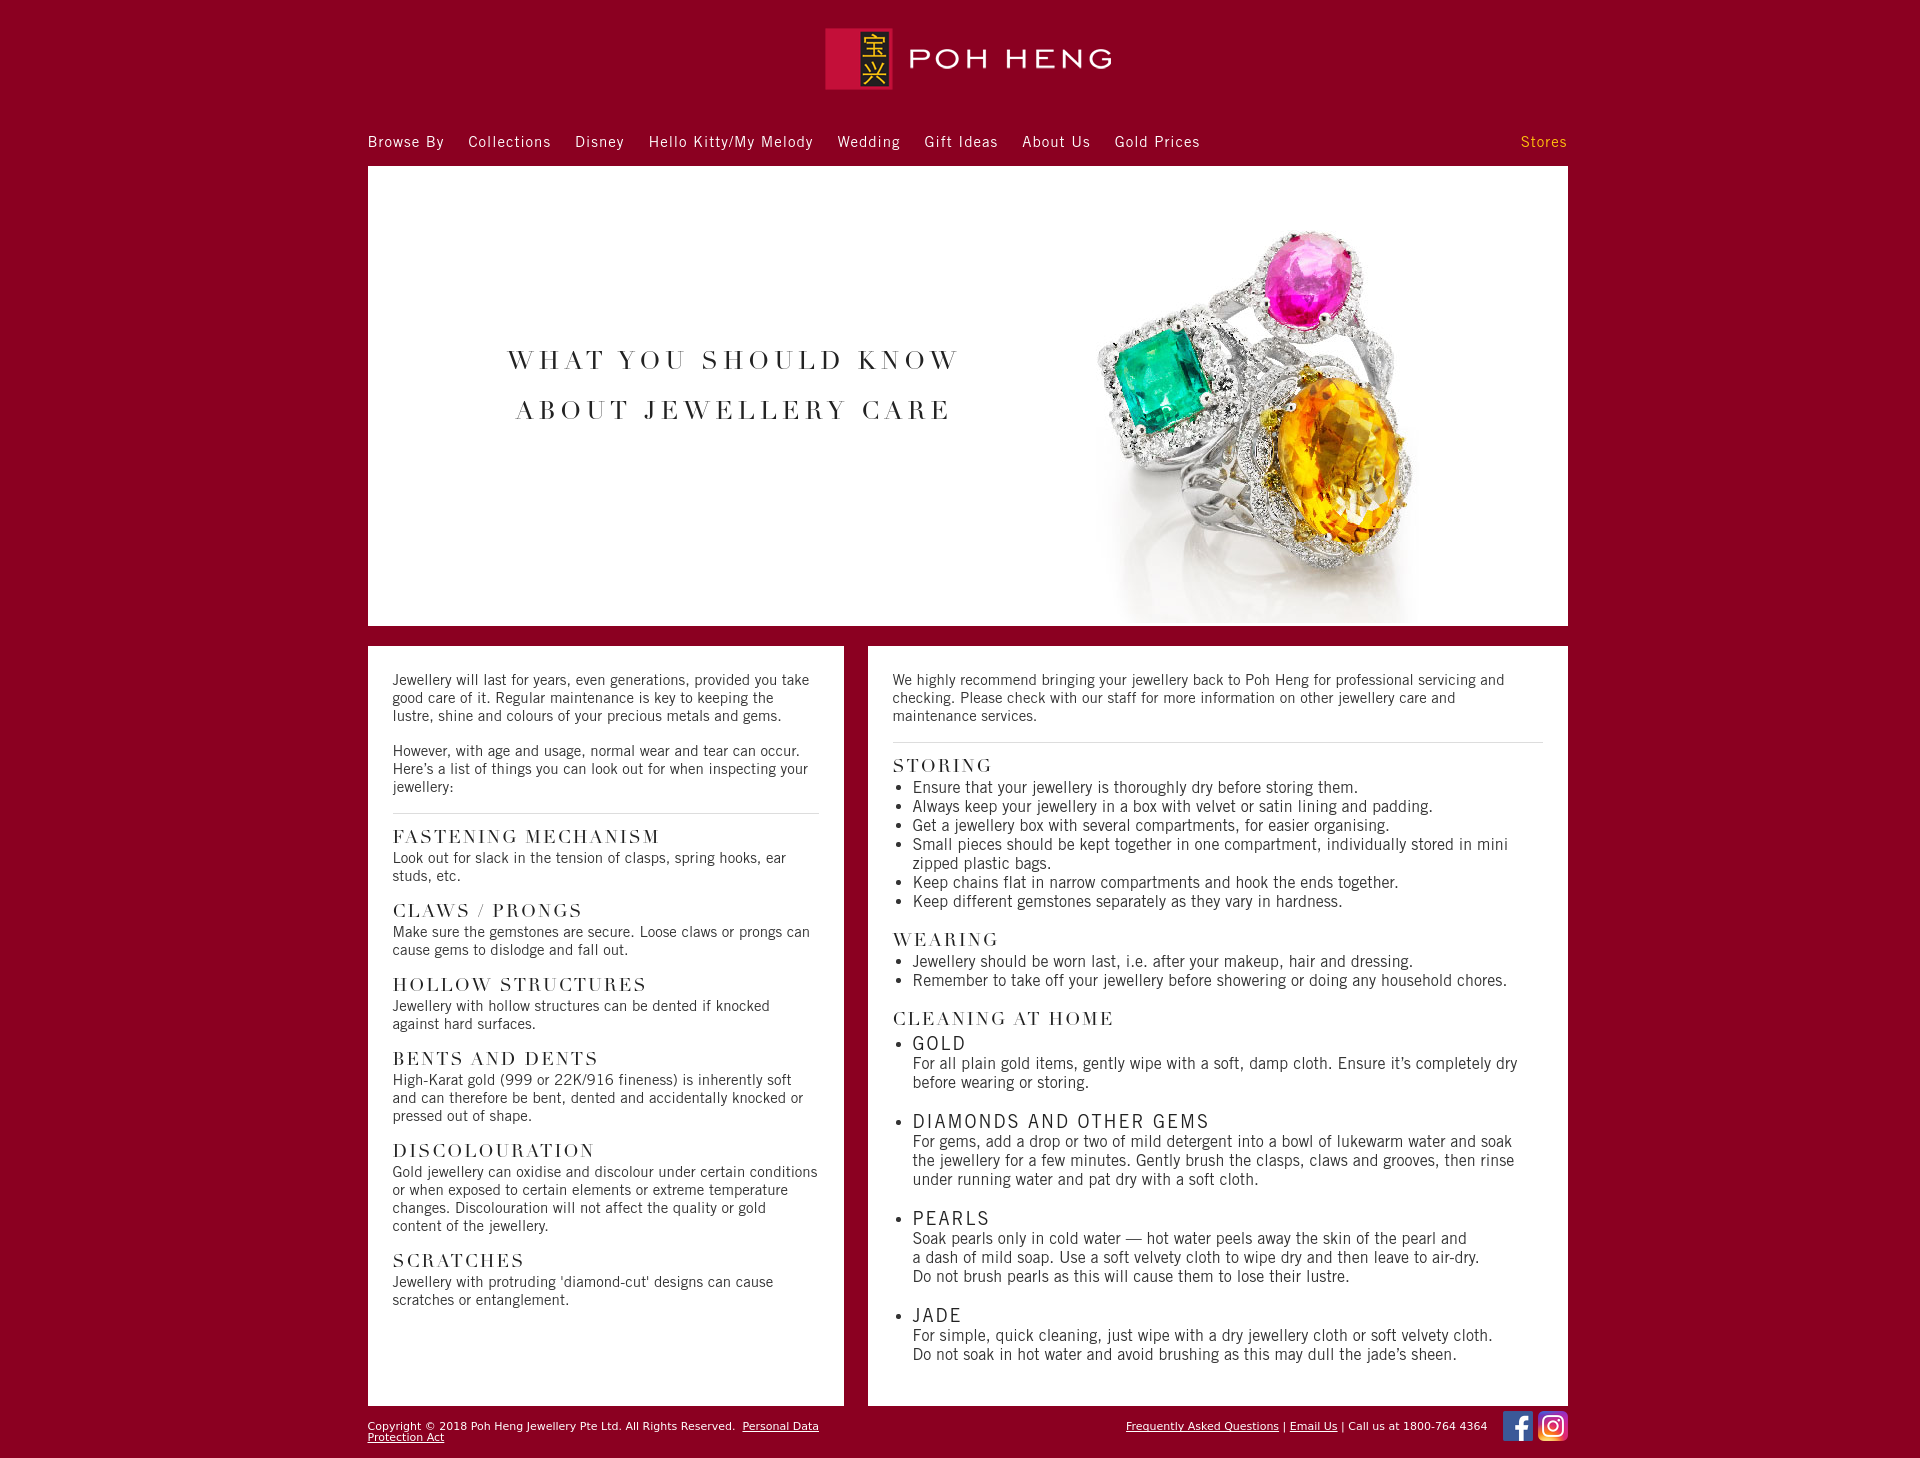 宝兴
POH HENG
Browse By Collections Disney Hello Kitty/My Melody Wedding Gift Ideas About Us Gold Prices Stores
WHAT YOU SHOULD KNOW
ABOUT JEWELLERY CARE
Jewellery will last for years, even generations, provided you take
good care of it. Regular maintenance is key to keeping the
lustre, shine and colours of your precious metals and gems.
However, with age and usage, normal wear and tear can occur.
Here’s a list of things you can look out for when inspecting your
jewellery:
FASTENING MECHANISM
Look out for slack in the tension of clasps, spring hooks, ear
studs, etc.
CLAWS / PRONGS
Make sure the gemstones are secure. Loose claws or prongs can
cause gems to dislodge and fall out.
HOLLOW STRUCTURES
Jewellery with hollow structures can be dented if knocked
against hard surfaces.
BENTS AND DENTS
High-Karat gold (999 or 22K/916 fineness) is inherently soft
and can therefore be bent, dented and accidentally knocked or
pressed out of shape.
DISCOLOURATION
Gold jewellery can oxidise and discolour under certain conditions
or when exposed to certain elements or extreme temperature
changes. Discolouration will not affect the quality or gold
content of the jewellery.
SCRATCHES
Jewellery with protruding 'diamond-cut' designs can cause
scratches or entanglement.
We highly recommend bringing your jewellery back to Poh Heng for professional servicing and
checking. Please check with our staff for more information on other jewellery care and
maintenance services.
STORING
• Ensure that your jewellery is thoroughly dry before storing them.
• Always keep your jewellery in a box with velvet or satin lining and padding.
• Get a jewellery box with several compartments, for easier organising.
• Small pieces should be kept together in one compartment, individually stored in mini
zipped plastic bags.
• Keep chains flat in narrow compartments and hook the ends together.
• Keep different gemstones separately as they vary in hardness.
WEARING
• Jewellery should be worn last, i.e. after your makeup, hair and dressing.
• Remember to take off your jewellery before showering or doing any household chores.
CLEANING AT HOME
• GOLD
For all plain gold items, gently wipe with a soft, damp cloth. Ensure it’s completely dry
before wearing or storing.
• DIAMONDS AND OTHER GEMS
For gems, add a drop or two of mild detergent into a bowl of lukewarm water and soak
the jewellery for a few minutes. Gently brush the clasps, claws and grooves, then rinse
under running water and pat dry with a soft cloth.
• PEARLS
Soak pearls only in cold water — hot water peels away the skin of the pearl and
a dash of mild soap. Use a soft velvety cloth to wipe dry and then leave to air-dry.
Do not brush pearls as this will cause them to lose their lustre.
• JADE
For simple, quick cleaning, just wipe with a dry jewellery cloth or soft velvety cloth.
Do not soak in hot water and avoid brushing as this may dull the jade’s sheen.
Copyright © 2018 Poh Heng Jewellery Pte Ltd. All Rights Reserved. Personal Data
Protection Act
Frequently Asked Questions | Email Us | Call us at 1800-764 4364